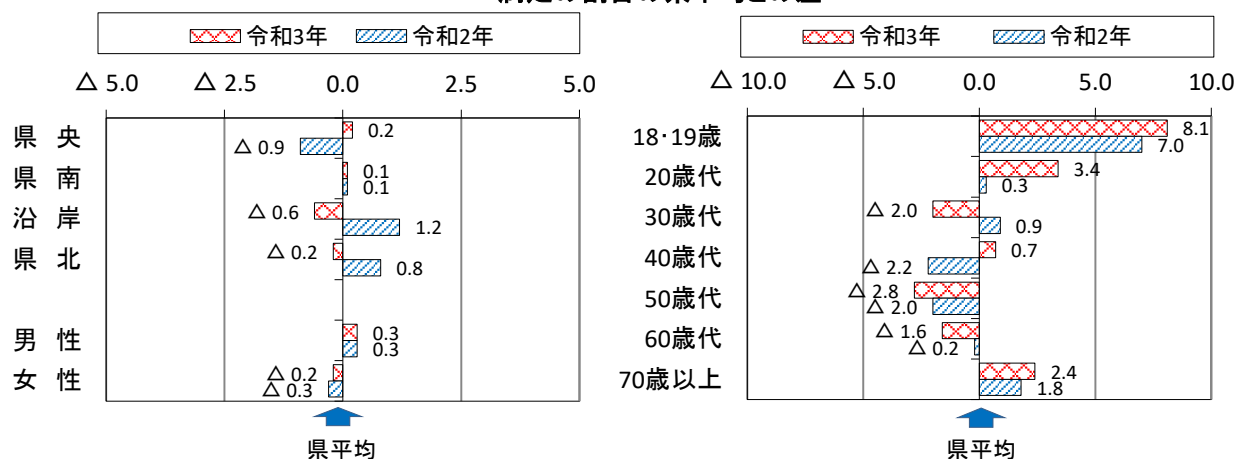 令和3年 令和2年
△ 5.0 △ 2.5 0.0 2.5 5.0
県 央 0.2
△ 0.9
県 南 0.1
0.1
沿 岸 △ 0.6
1.2
県 北 △ 0.2
0.8
男 性 0.3
0.3
女 性 △ 0.2
△ 0.3
県平均
令和3年 令和2年
△ 10.0 △ 5.0 0.0 5.0 10.0
18･19歳 8.1
7.0
20歳代 3.4
0.3
30歳代 △ 2.0
0.9
40歳代 0.7
△ 2.2
50歳代 △ 2.8
△ 2.0
60歳代 △ 1.6
△ 0.2
70歳以上 2.4
1.8
県平均